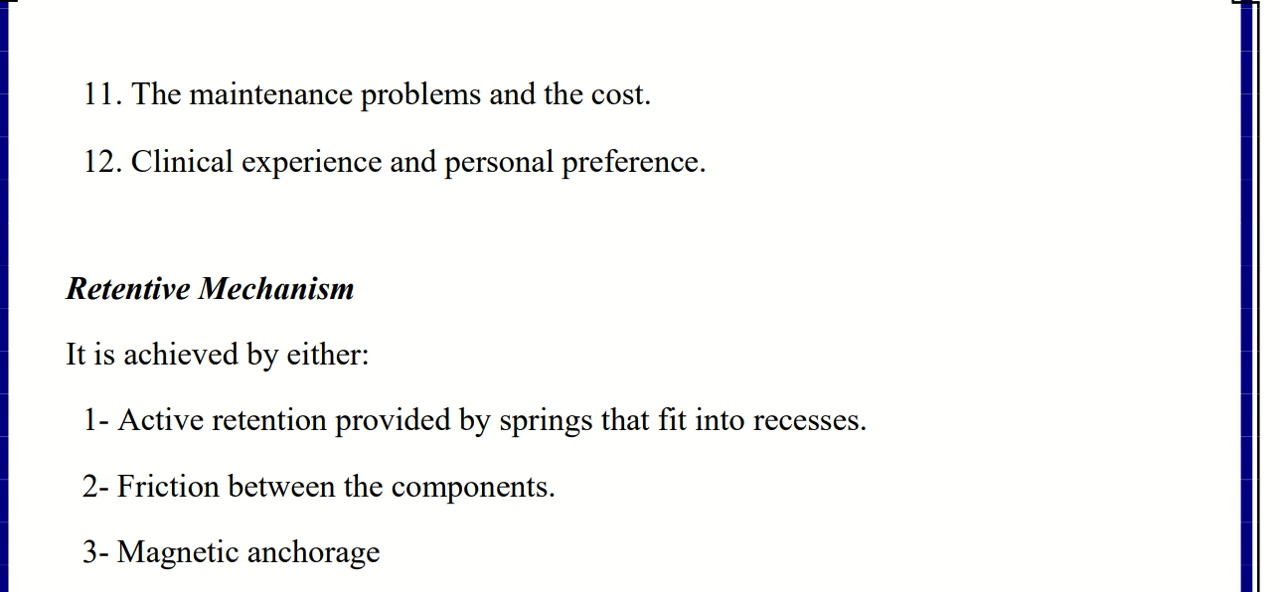 11. The maintenance problems and the cost.
12. Clinical experience and personal preference.
Retentive Mechanism
It is achieved by either:
1- Active retention provided by springs that fit into recesses.
2- Friction between the components.
3- Magnetic anchorage